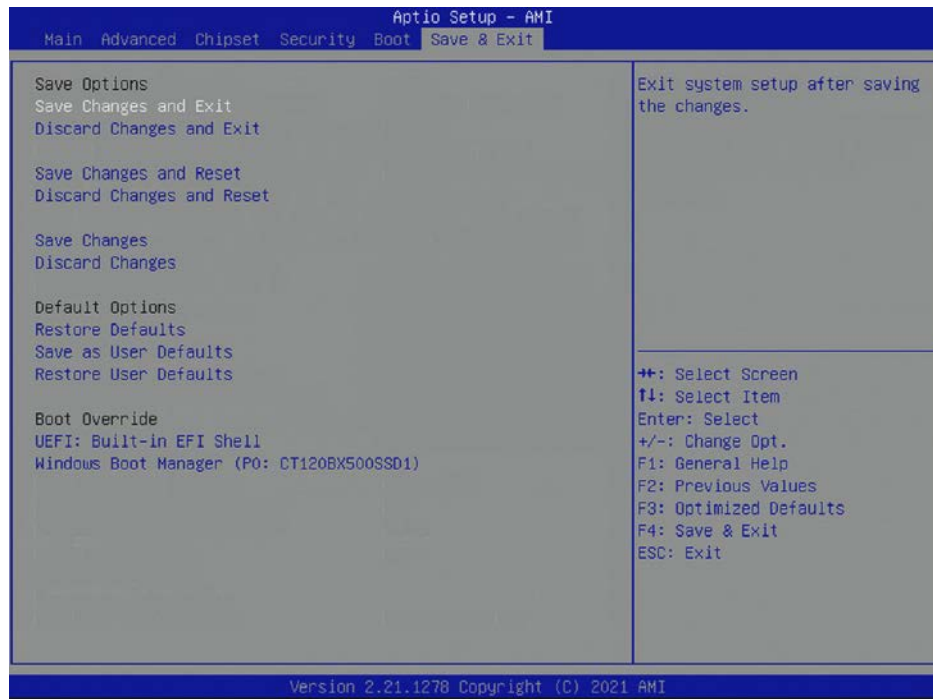 Aptio Setup - AMI
Main Advanced Chipset Security Boot Save & Exit
Save Options
Save Changes and Exit
Discard Changes and Exit
Save Changes and Reset
Discard Changes and Reset
Save Changes
Discard Changes
Default Options
Restore Defaults
Save as User Defaults
Restore User Defaults
Boot Override
UEFI: Built-in EFI Shell
Windows Boot Manager (P0: CT120BX500SSD1)
Exit system setup after saving
the changes.
→←: Select Screen
↑↓: Select Item
Enter: Select
+/-: Change Opt.
F1: General Help
F2: Previous Values
F3: Optimized Defaults
F4: Save & Exit
ESC: Exit
Version 2.21.1278 Copyright (C) 2021 AMI